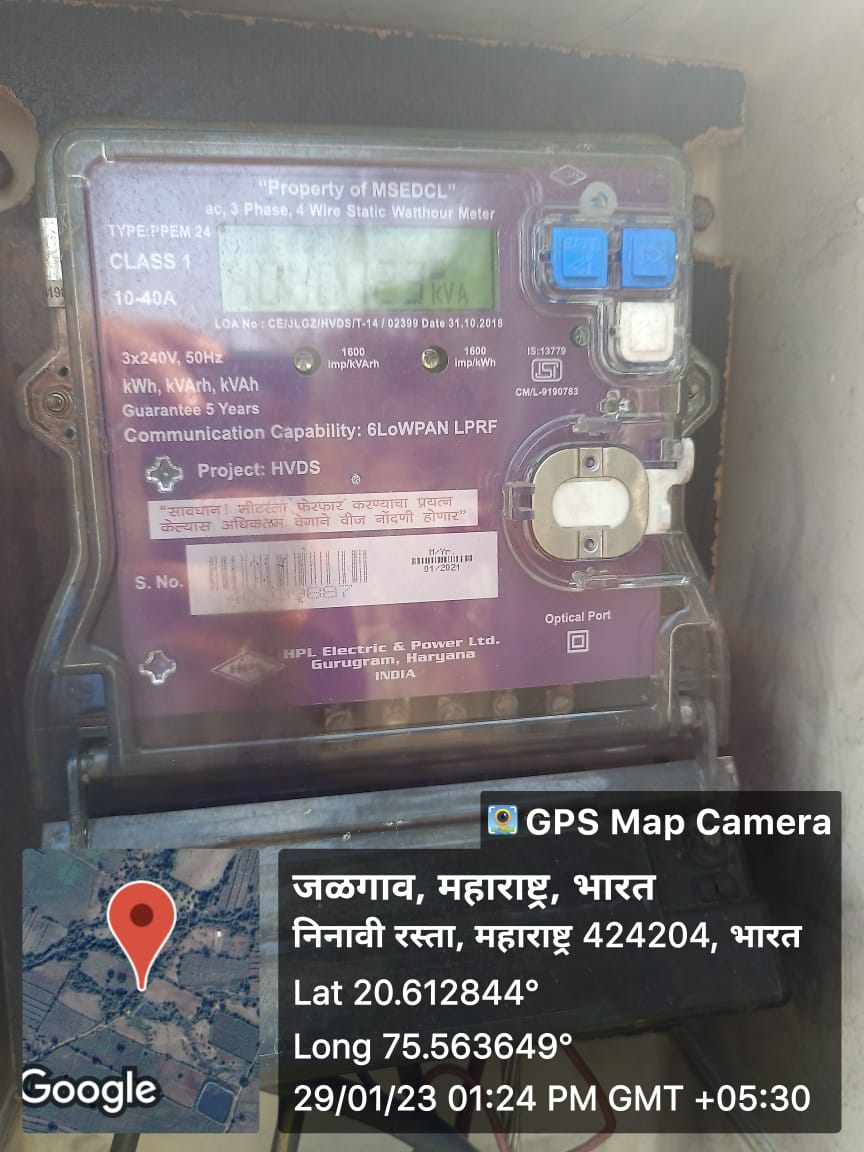 "Property of MSEDCL"
ac, 3 Phase, 4 Wire Static Watthour Meter
TYPE:PPEM 24
CLASS 1
10-40A
kVA
LOA No : CE/JLGZ/HVDS/T-14 / 02399 Date 31.10.2018
3x240V, 50Hz
1600
imp/kVArh
1600
imp/kWh
IS:13779
ISI
CM/L-9190783
kWh, kVArh, kVAh
Guarantee 5 Years
Communication Capability: 6LoWPAN LPRF
Project: HVDS
"सावधान! मीटरला फेरफार करण्याचा प्रयत्न
केल्यास अधिकतम वेगाने वीज नोंदणी होणार"
S. No.
M/Yr.
01/2021
Optical Port
HPL
HPL Electric & Power Ltd.
Gurugram, Haryana
INDIA
GPS Map Camera
जळगाव, महाराष्ट्र, भारत
निनावी रस्ता, महाराष्ट्र 424204, भारत
Lat 20.612844°
Long 75.563649°
29/01/23 01:24 PM GMT +05:30
Google